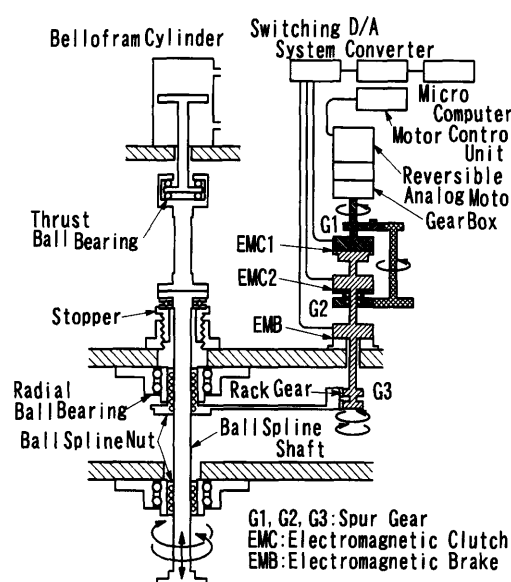 Bellofram Cylinder
Switching D/A
System Converter
Micro
Computer
Motor Control
Unit
Reversible
Analog Moto
Gear Box
Thrust
Ball Bearing
G1
EMC1
EMC2
G2
Stopper
EMB
Radial
Ball Bearing
Rack Gear
G3
Ball Spline Nut
Ball Spline
Shaft
G1, G2, G3: Spur Gear
EMC: Electromagnetic Clutch
EMB: Electromagnetic Brake